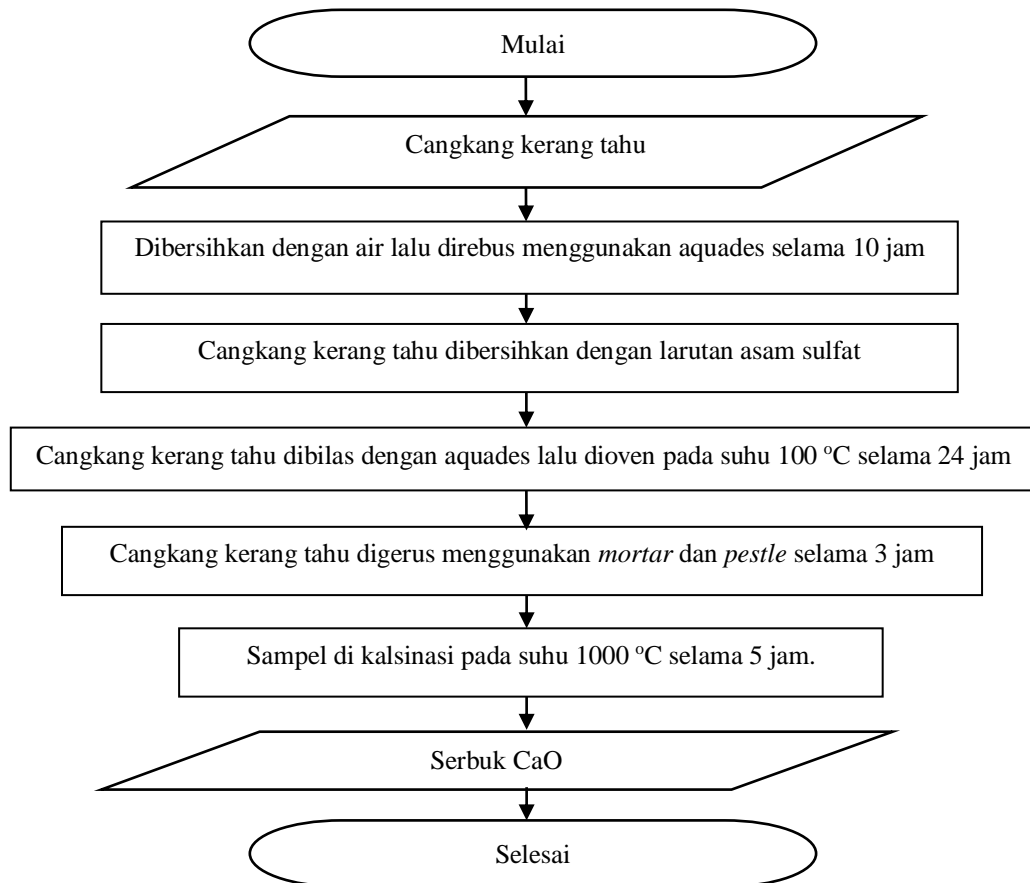 Mulai
Cangkang kerang tahu
Dibersihkan dengan air lalu direbus menggunakan aquades selama 10 jam
Cangkang kerang tahu dibersihkan dengan larutan asam sulfat
Cangkang kerang tahu dibilas dengan aquades lalu dioven pada suhu 100 °C selama 24 jam
Cangkang kerang tahu digerus menggunakan mortar dan pestle selama 3 jam
Sampel di kalsinasi pada suhu 1000 °C selama 5 jam.
Serbuk CaO
Selesai